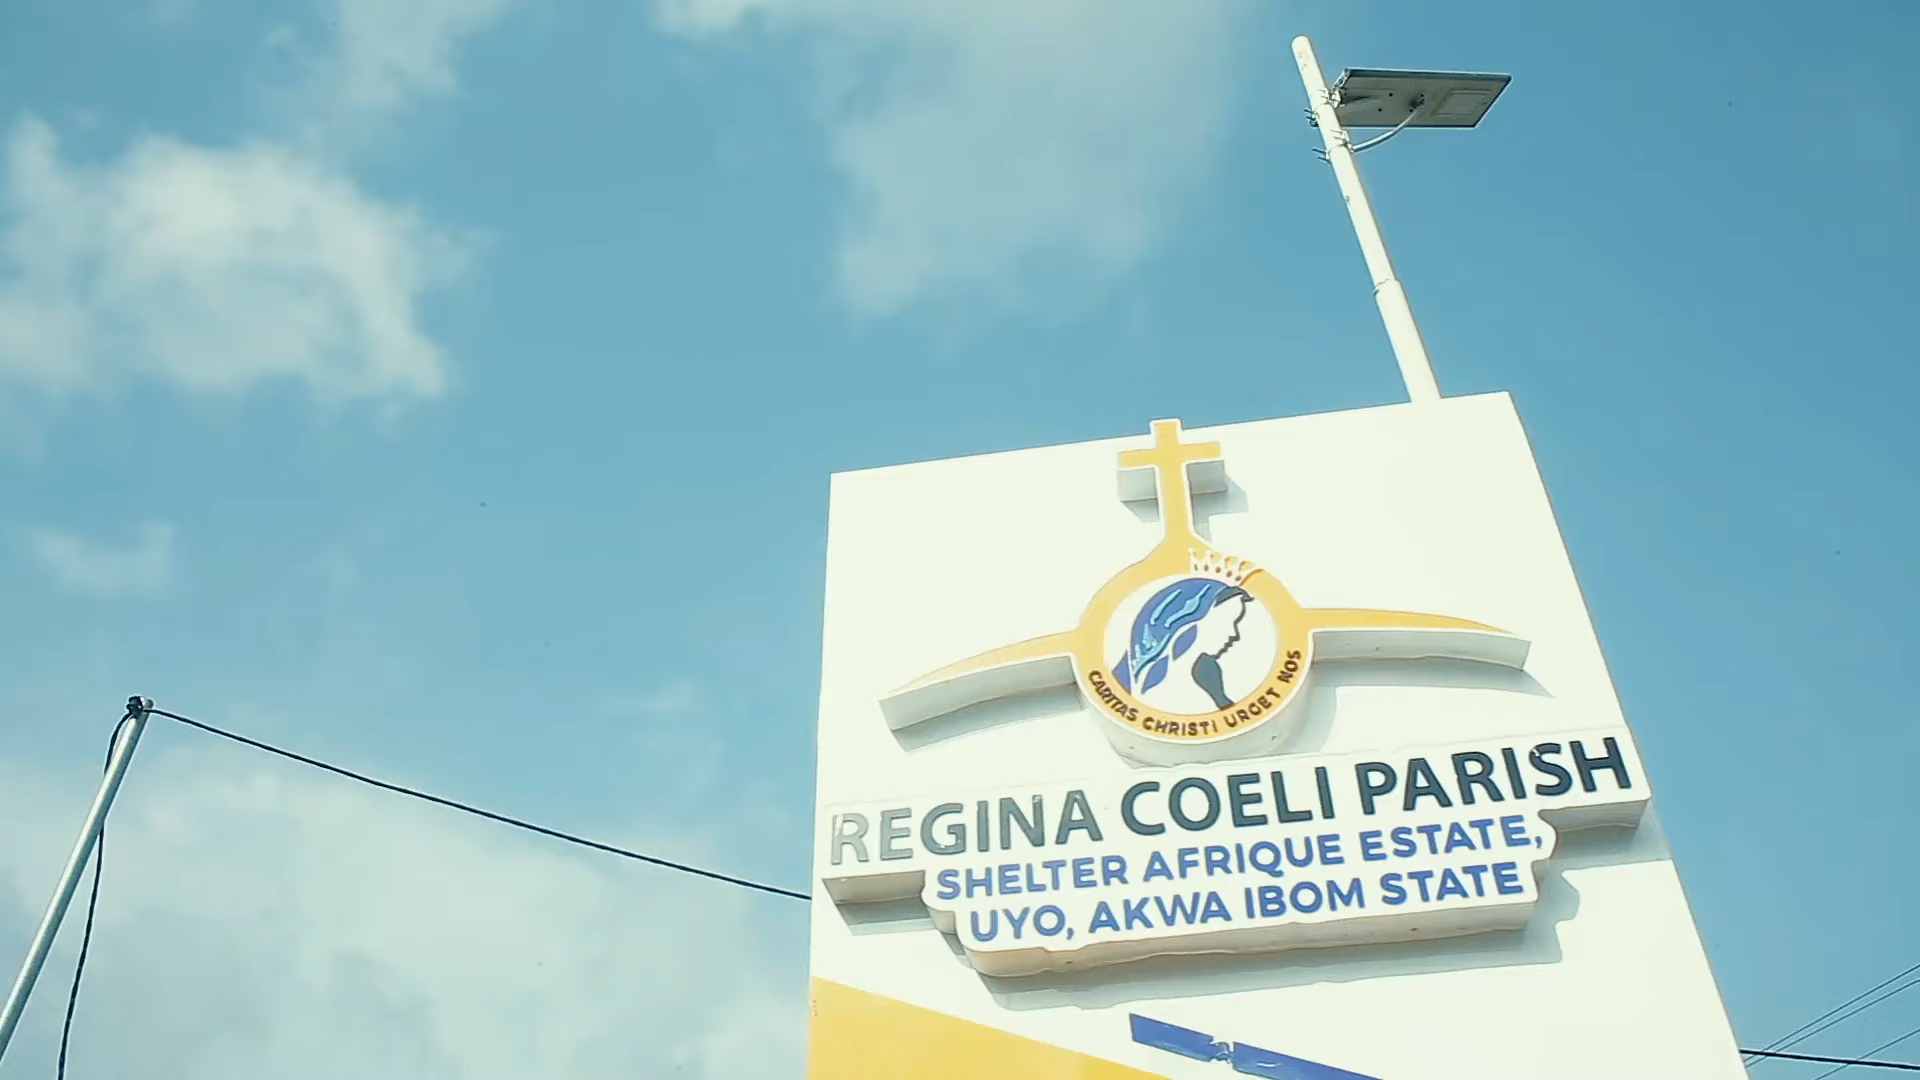 CARITAS CHRISTI URGET NOS
REGINA COELI PARISH
SHELTER AFRIQUE ESTATE,
UYO, AKWA IBOM STATE